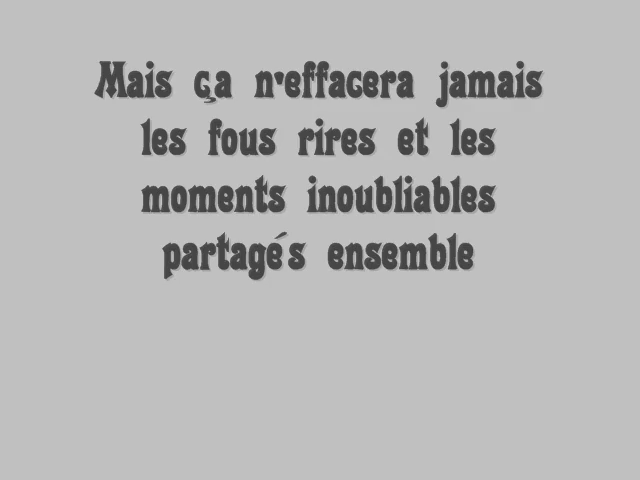 Mais ça n'effacera jamais
les fous rires et les
moments inoubliables
partagés ensemble